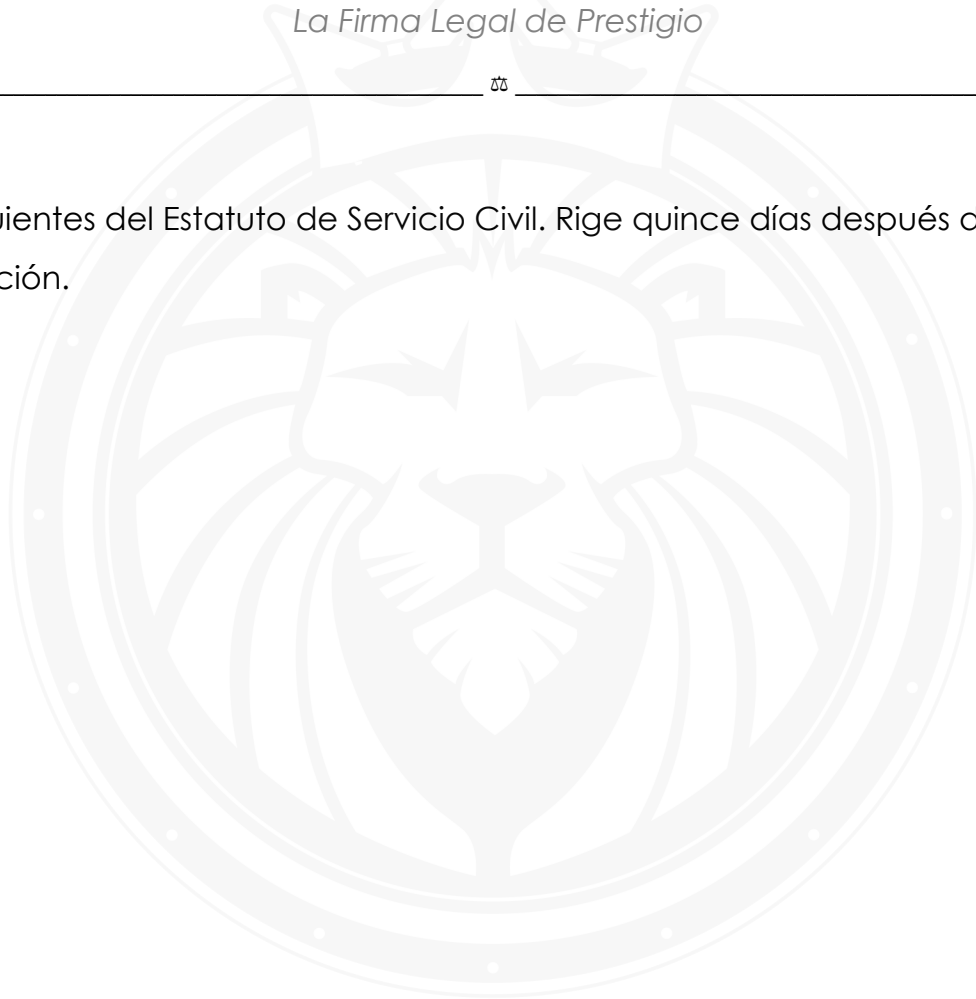 La Firma Legal de Prestigio
⚖
uientes del Estatuto de Servicio Civil. Rige quince días después d
ción.